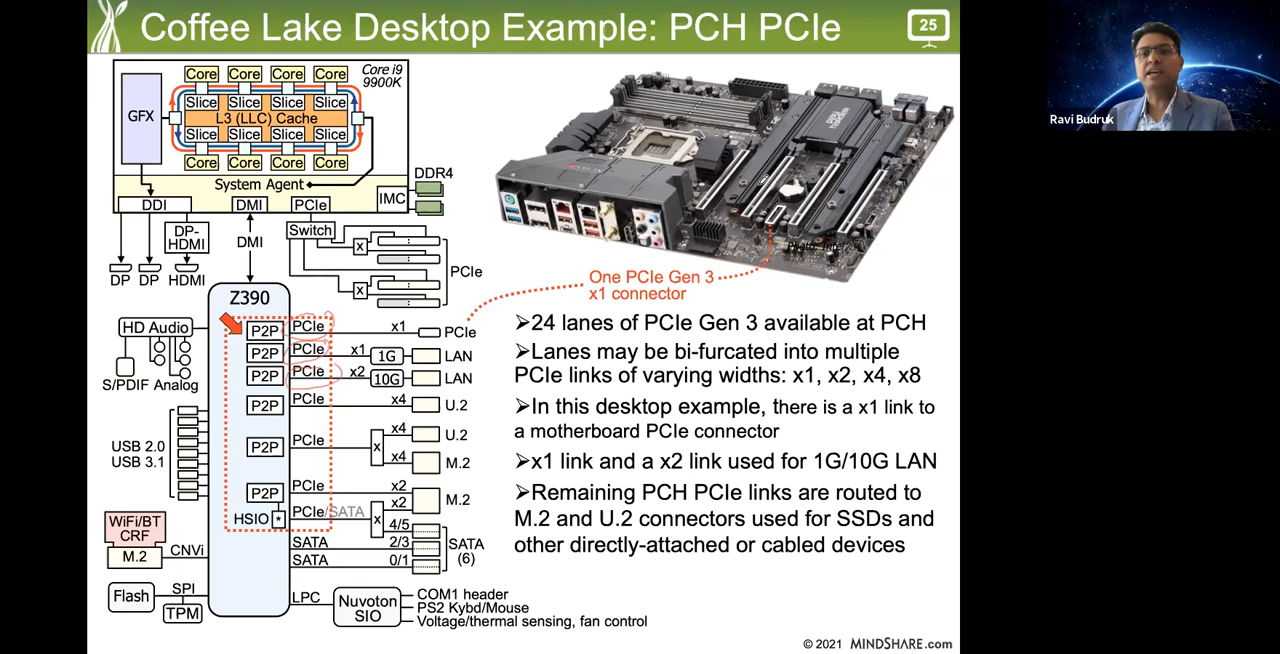 Coffee Lake Desktop Example: PCH PCIe
25
Ravi Budruk
Core i9
9900K
Core Core Core Core
GFX
Slice Slice Slice Slice
L3 (LLC) Cache
Slice Slice Slice Slice
Core Core Core Core
System Agent
DDR4
IMC
DDI
DMI
PCIe
DP-
HDMI
DMI
Switch
DP DP HDMI
x
x
PCIe
Z390
One PCIe Gen 3
x1 connector
HD Audio
S/PDIF Analog
USB 2.0
USB 3.1
WiFi/BT
CRF
M.2
CNVi
Flash
SPI
TPM
P2P PCIe x1 PCIe
P2P PCIe x1 1G LAN
P2P PCIe x2 10G LAN
P2P PCIe x4 U.2
P2P PCIe x x4 U.2
x4 M.2
P2P PCIe x2 M.2
x2
HSIO * PCIe/SATA x
4/5
SATA 2/3 SATA
(6)
SATA 0/1
LPC
Nuvoton
SIO
COM1 header
PS2 Kybd/Mouse
Voltage/thermal sensing, fan control
➢24 lanes of PCIe Gen 3 available at PCH
➢Lanes may be bi-furcated into multiple
PCIe links of varying widths: x1, x2, x4, x8
➢In this desktop example, there is a x1 link to
a motherboard PCIe connector
➢x1 link and a x2 link used for 1G/10G LAN
➢Remaining PCH PCIe links are routed to
M.2 and U.2 connectors used for SSDs and
other directly-attached or cabled devices
© 2021 MINDSHARE.com